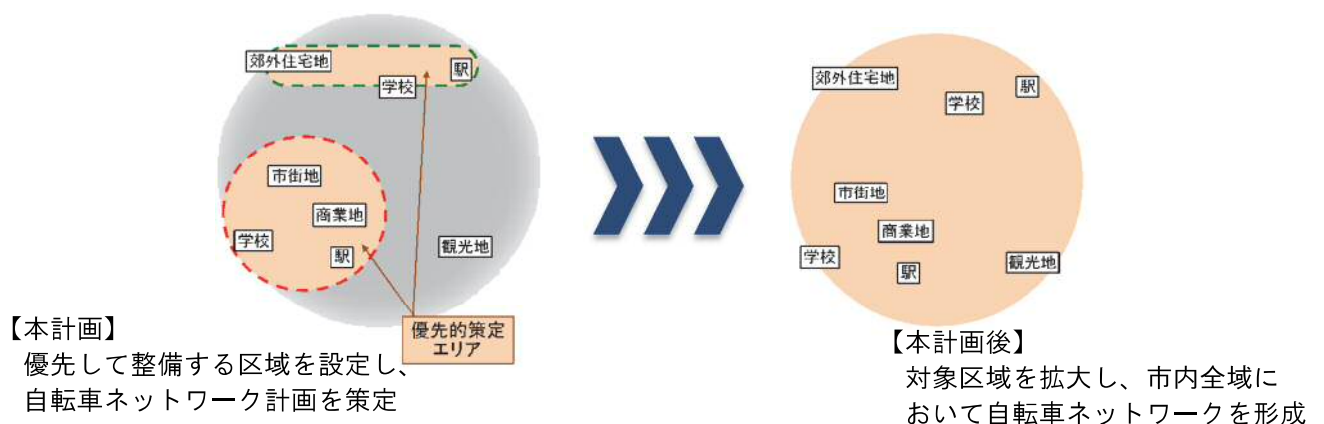 郊外住宅地
駅
学校
市街地
商業地
学校
駅
観光地
優先的策定
エリア
【本計画】
優先して整備する区域を設定し、
自転車ネットワーク計画を策定
郊外住宅地
駅
学校
市街地
商業地
学校
駅
観光地
【本計画後】
対象区域を拡大し、市内全域に
おいて自転車ネットワークを形成